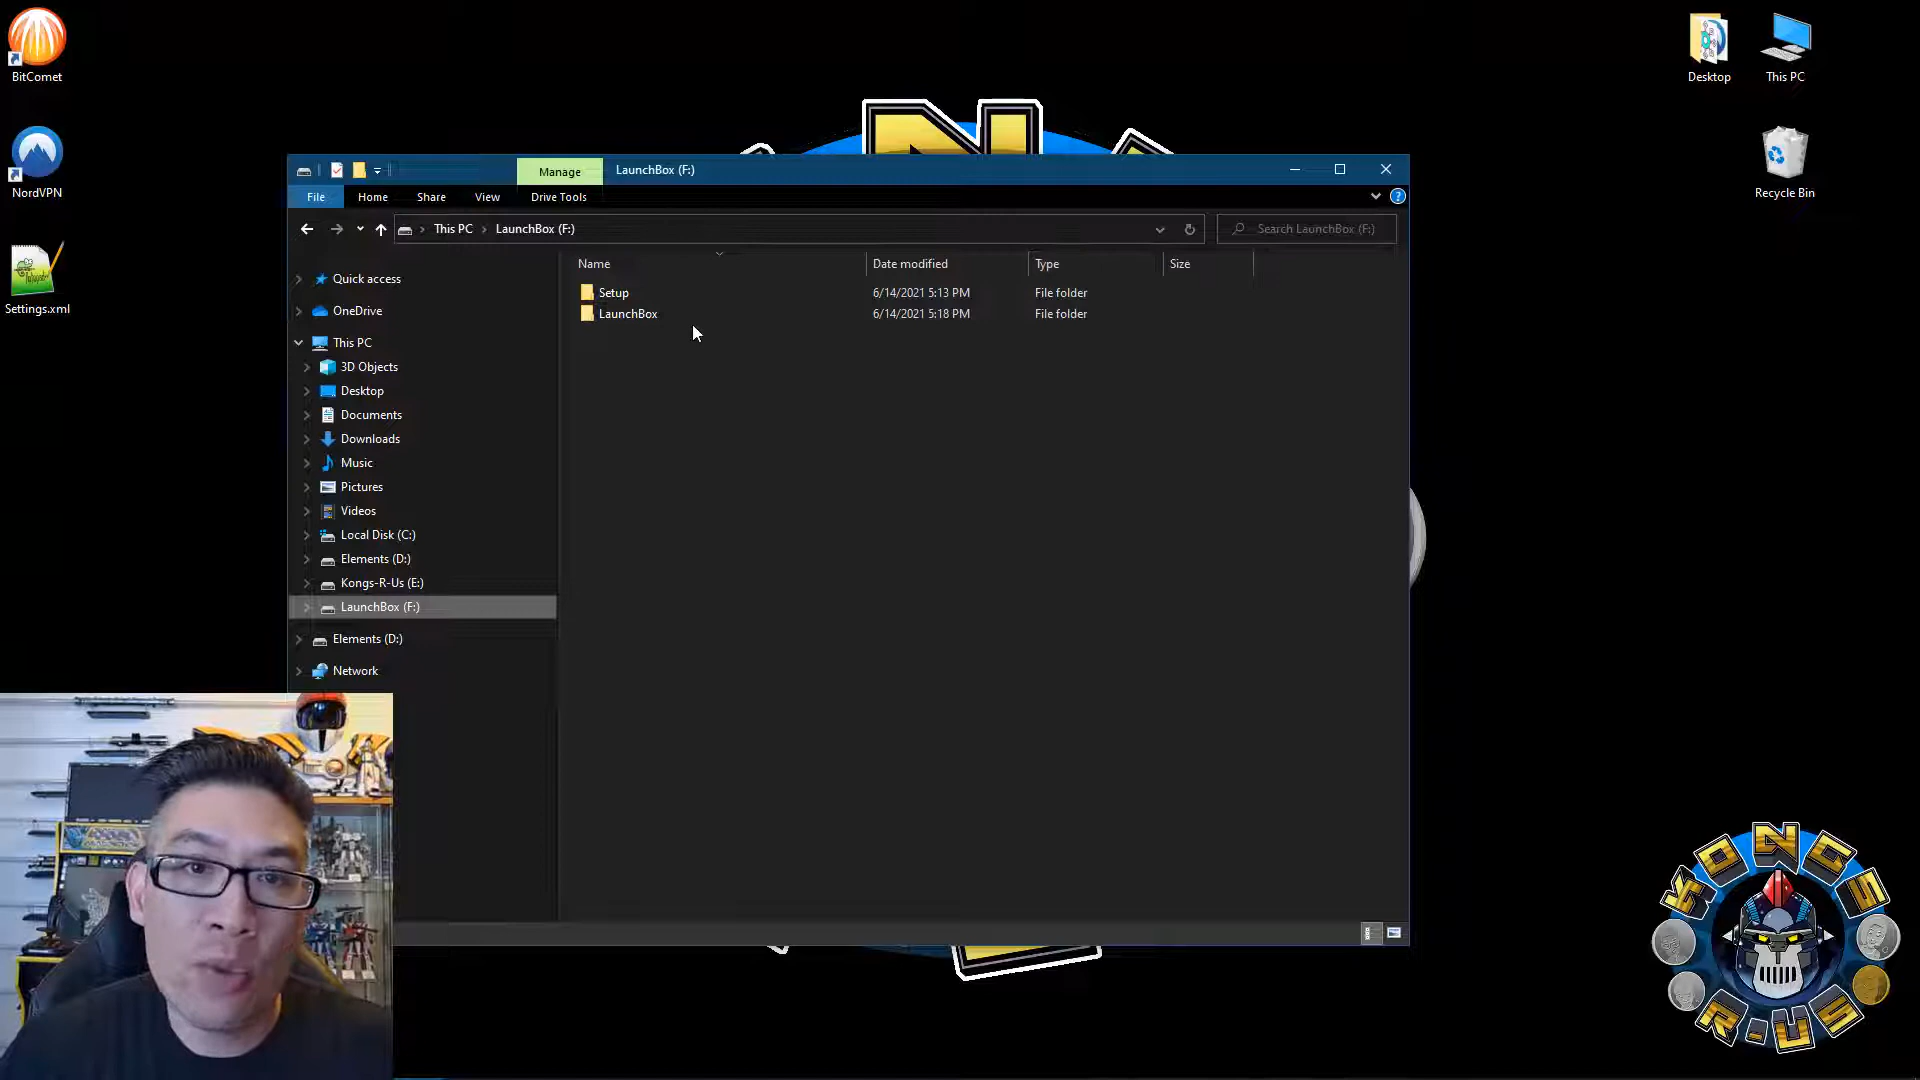 BitComet
NordVPN
Settings.xml
Desktop
This PC
Recycle Bin
Manage
LaunchBox (F:)
File
Home
Share
View
Drive Tools
?
This PC
LaunchBox (F:)
Search LaunchBox (F:)
Name
Date modified
Type
Size
Setup
6/14/2021 5:13 PM
File folder
LaunchBox
6/14/2021 5:18 PM
File folder
Quick access
OneDrive
This PC
3D Objects
Desktop
Documents
Downloads
Music
Pictures
Videos
Local Disk (C:)
Elements (D:)
Kongs-R-Us (E:)
LaunchBox (F:)
Elements (D:)
Network
N
KONGS
R-US